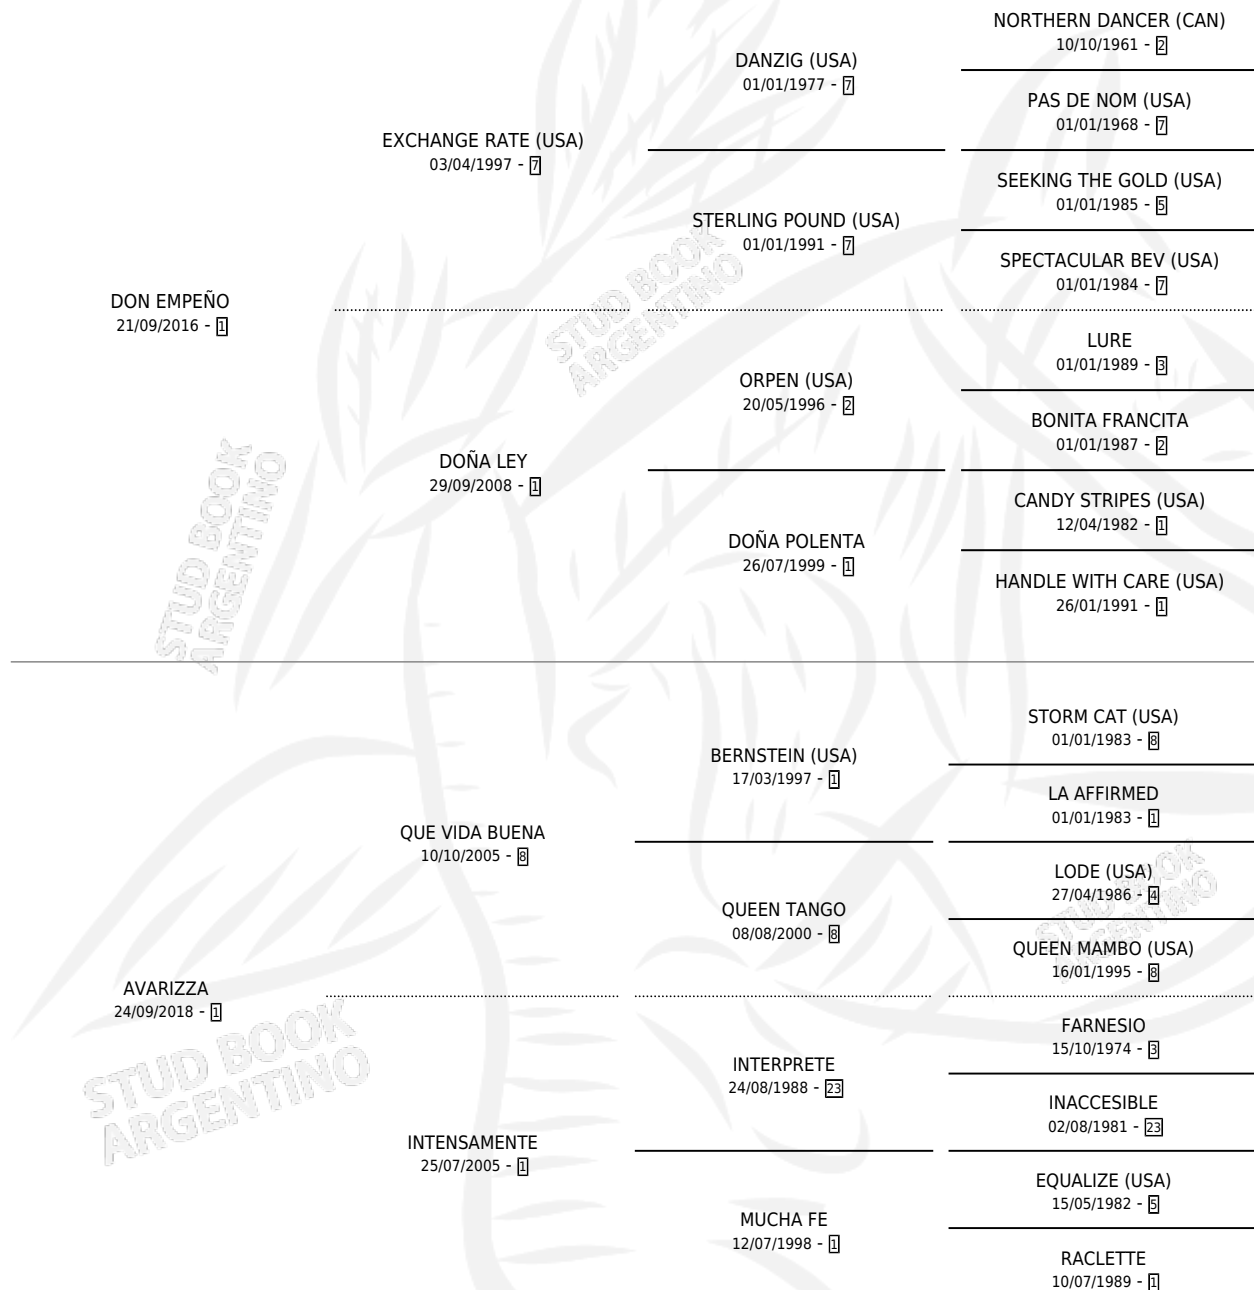 NORTHERN DANCER (CAN)
10/10/1961 - 2
DANZIG (USA)
01/01/1977 - 7
PAS DE NOM (USA)
01/01/1968 - 7
EXCHANGE RATE (USA)
03/04/1997 - 7
SEEKING THE GOLD (USA)
01/01/1985 - 5
STERLING POUND (USA)
01/01/1991 - 7
SPECTACULAR BEV (USA)
01/01/1984 - 7
DON EMPEÑO
21/09/2016 - 1
LURE
01/01/1989 - 3
ORPEN (USA)
20/05/1996 - 2
BONITA FRANCITA
01/01/1987 - 2
DOÑA LEY
29/09/2008 - 1
CANDY STRIPES (USA)
12/04/1982 - 1
DOÑA POLENTA
26/07/1999 - 1
HANDLE WITH CARE (USA)
26/01/1991 - 1
STORM CAT (USA)
01/01/1983 - 8
BERNSTEIN (USA)
17/03/1997 - 1
LA AFFIRMED
01/01/1983 - 1
QUE VIDA BUENA
10/10/2005 - 8
LODE (USA)
27/04/1986 - 4
QUEEN TANGO
08/08/2000 - 8
QUEEN MAMBO (USA)
16/01/1995 - 8
AVARIZZA
24/09/2018 - 1
FARNESIO
15/10/1974 - 3
INTERPRETE
24/08/1988 - 23
INACCESIBLE
02/08/1981 - 23
INTENSAMENTE
25/07/2005 - 1
EQUALIZE (USA)
15/05/1982 - 5
MUCHA FE
12/07/1998 - 1
RACLETTE
10/07/1989 - 1
STUD BOOK
ARGENTINO
STUD BOOK
ARGENTINO
STUD BOOK
ARGENTINO
STUD BOOK
ARGENTINO